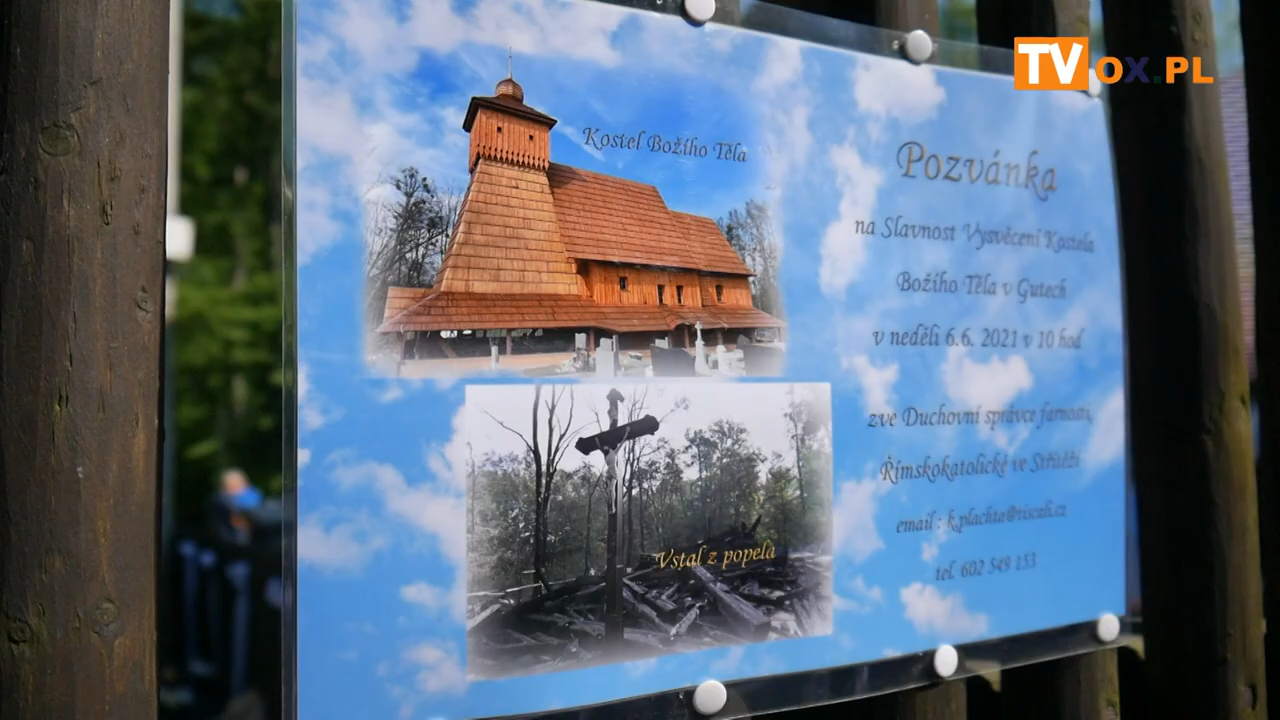 TVox.PL
Kostel Božího Těla
Pozvánka
na Slavnost Vysvěcení Kostela
Božího Těla v Gutech
v neděli 6.6. 2021 v 10 hod
zve Duchovní správce farnosti,
Římskokatolické ve Střítěži
email : k.plachta@tiscali.cz
tel. 602 549 153
Vstal z popela